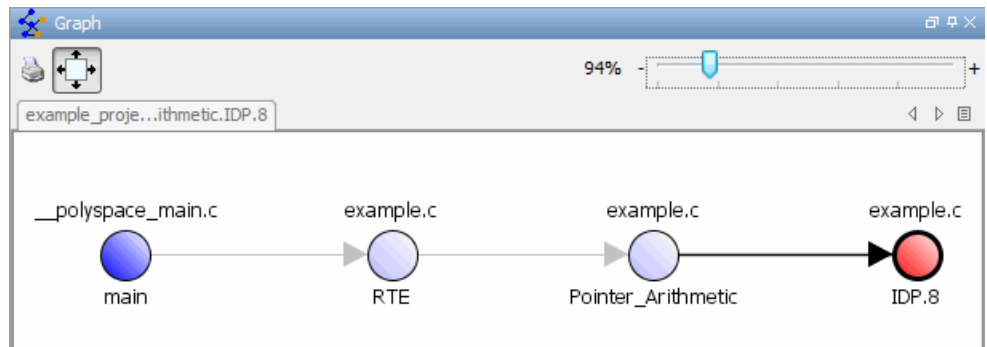 Graph
94% - +
example_proje...ithmetic.IDP.8
__polyspace_main.c example.c example.c example.c
main RTE Pointer_Arithmetic IDP.8